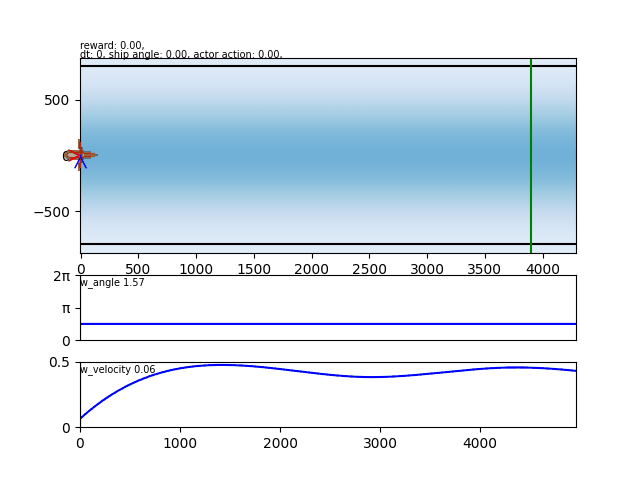 reward: 0.00,
dt: 0, ship angle: 0.00, actor action: 0.00,
500
0
−500
0 500 1000 1500 2000 2500 3000 3500 4000
2π
w_angle 1.57
π
0
0.5
w_velocity 0.06
0
0 1000 2000 3000 4000